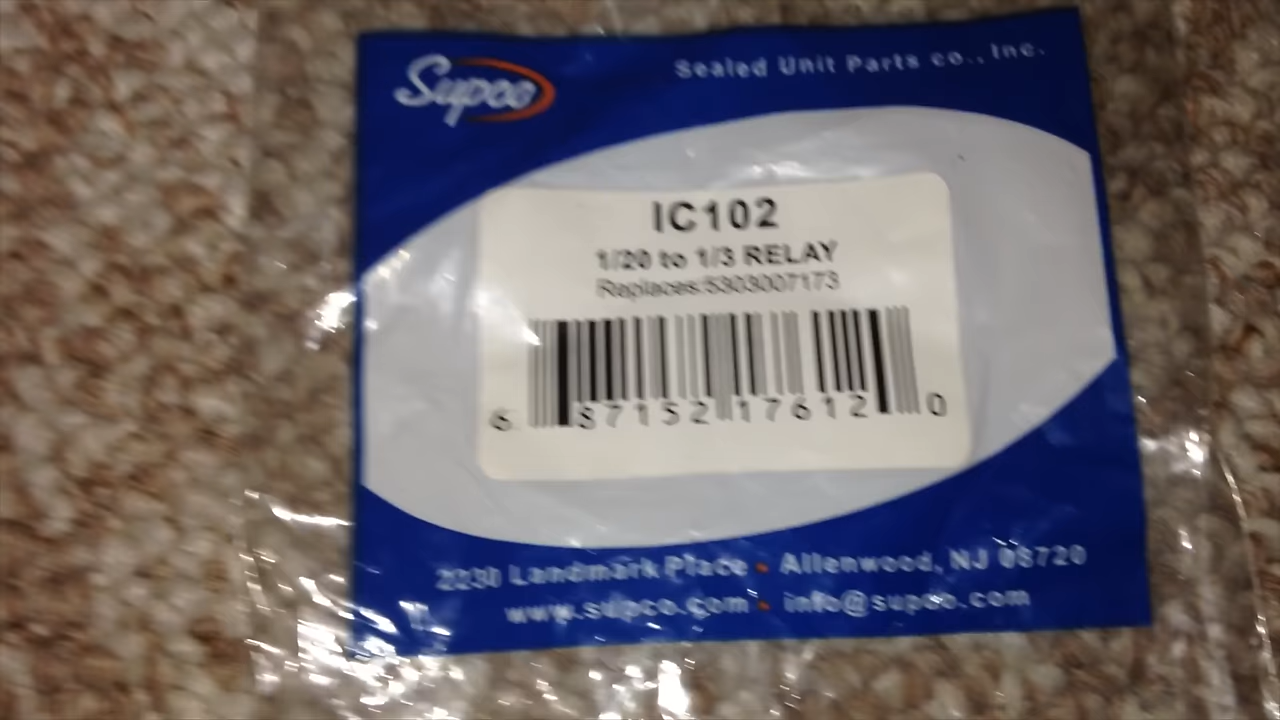 Supco
Sealed Unit Parts co., Inc.
IC102
1/20 to 1/3 RELAY
Replaces:5303007173
6 87152 17612 0
2230 Landmark Place • Allenwood, NJ 08720
www.supco.com • info@supco.com